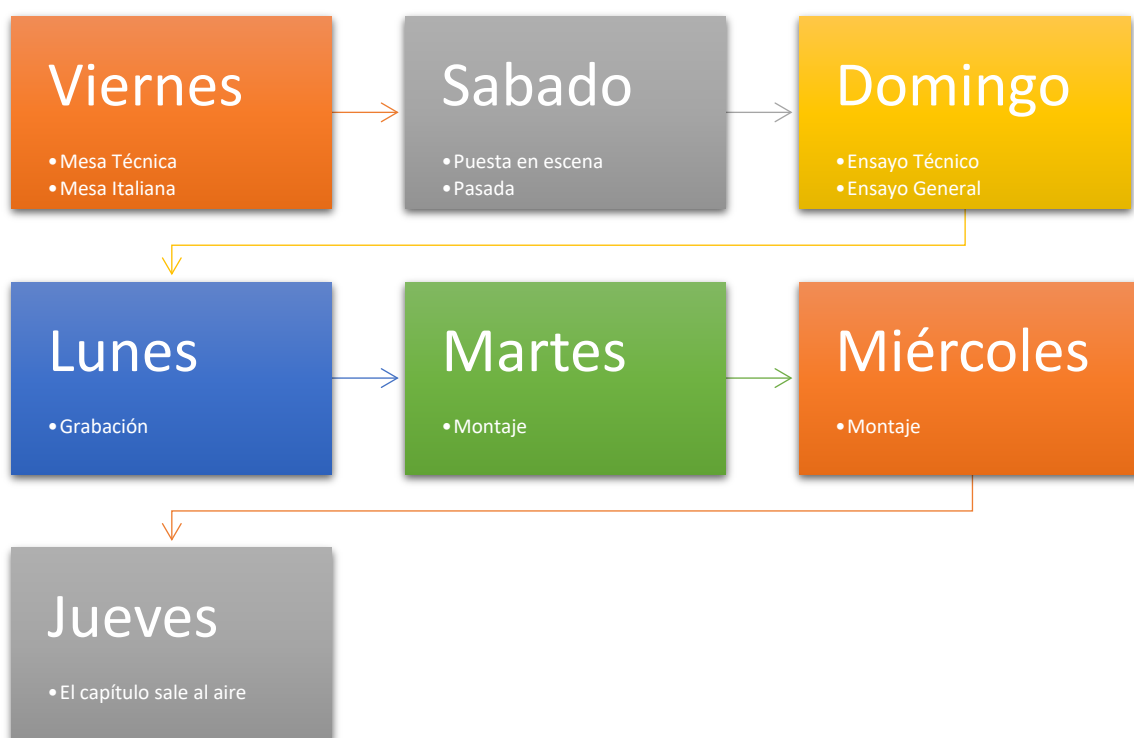 Viernes
•Mesa Técnica
•Mesa Italiana
Sabado
•Puesta en escena
•Pasada
Domingo
•Ensayo Técnico
•Ensayo General
Lunes
•Grabación
Martes
•Montaje
Miércoles
•Montaje
Jueves
•El capítulo sale al aire